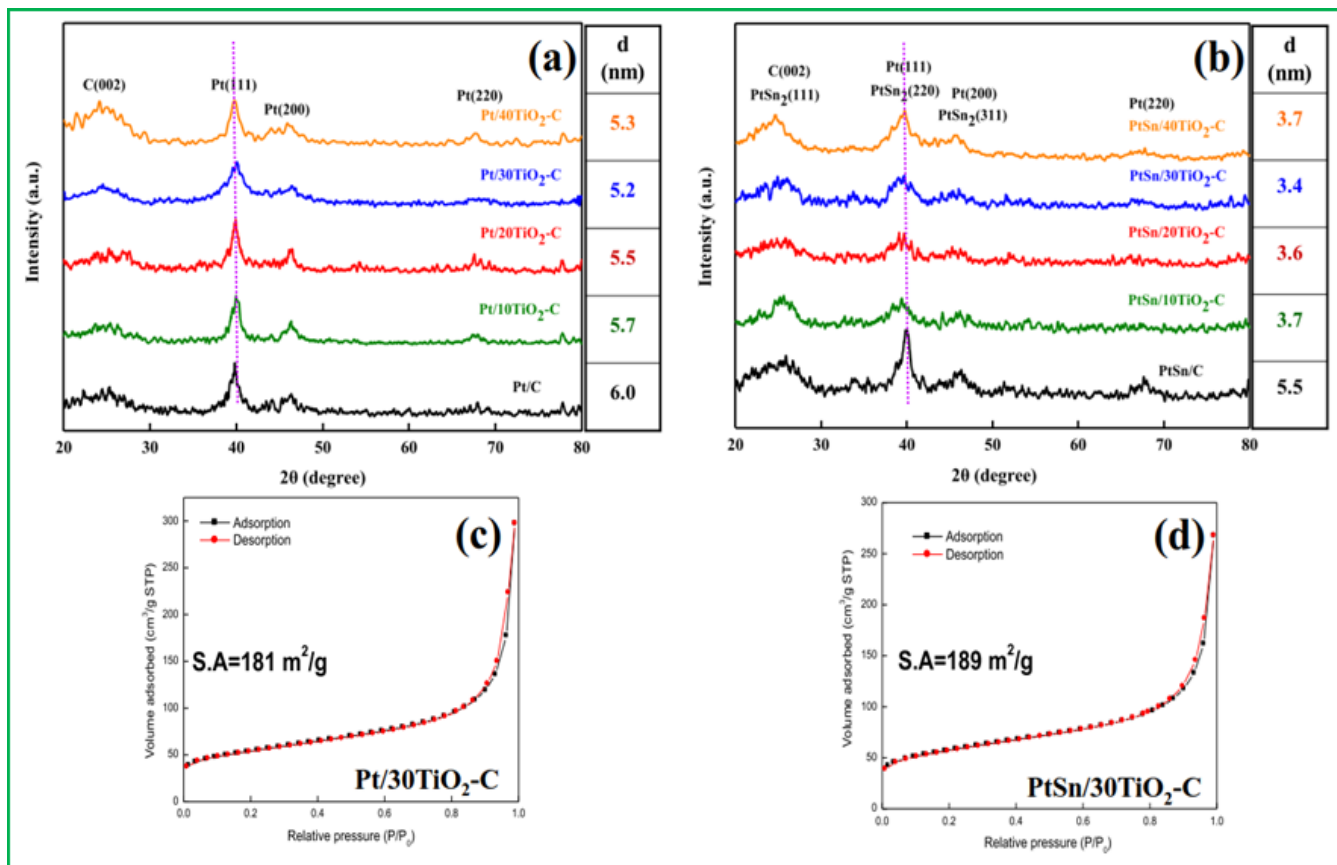 (a)
C(002)
Pt(111)
Pt(200)
Pt(220)
Pt/40TiO₂-C
Pt/30TiO₂-C
Pt/20TiO₂-C
Pt/10TiO₂-C
Pt/C
Intensity (a.u.)
20 30 40 50 60 70 80
2θ (degree)
d
(nm)
5.3
5.2
5.5
5.7
6.0
(b)
C(002)
PtSn₂(111)
Pt(111)
PtSn₂(220)
Pt(200)
PtSn₂(311)
Pt(220)
PtSn/40TiO₂-C
PtSn/30TiO₂-C
PtSn/20TiO₂-C
PtSn/10TiO₂-C
PtSn/C
Intensity (a.u.)
20 30 40 50 60 70 80
2θ (degree)
d
(nm)
3.7
3.4
3.6
3.7
5.5
(c)
Adsorption
Desorption
S.A=181 m²/g
Pt/30TiO₂-C
Volume adsorbed (cm³/g STP)
300
250
200
150
100
50
0
0.0 0.2 0.4 0.6 0.8 1.0
Relative pressure (P/P₀)
(d)
Adsorption
Desorption
S.A=189 m²/g
PtSn/30TiO₂-C
Volume adsorbed (cm³/g STP)
300
250
200
150
100
50
0
0.0 0.2 0.4 0.6 0.8 1.0
Relative pressure (P/P₀)